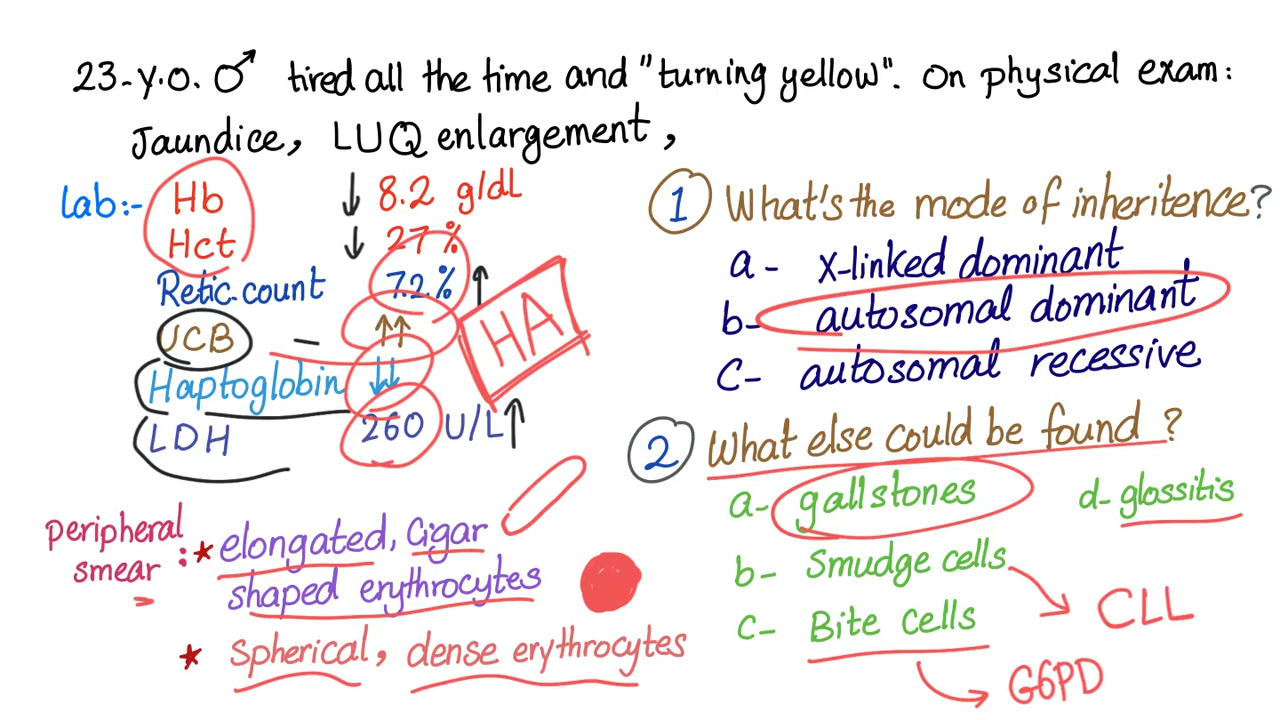 23-y.o. ♂ tired all the time and "turning yellow". On physical exam:
Jaundice, LUQ enlargement,
lab:-
Hb ↓ 8.2 g/dL
Hct ↓ 27 %
Retic. count 7.2 % ↑
UCB – ↑↑
Haptoglobin ↓↓
LDH 260 U/L ↑
HA
peripheral smear :
* elongated, Cigar
shaped erythrocytes
* Spherical, dense erythrocytes
1 What's the mode of inheritence?
a- X-linked dominant
b- autosomal dominant
c- autosomal recessive
2 What else could be found ?
a- gallstones
d- glossitis
b- Smudge cells → CLL
c- Bite cells → G6PD